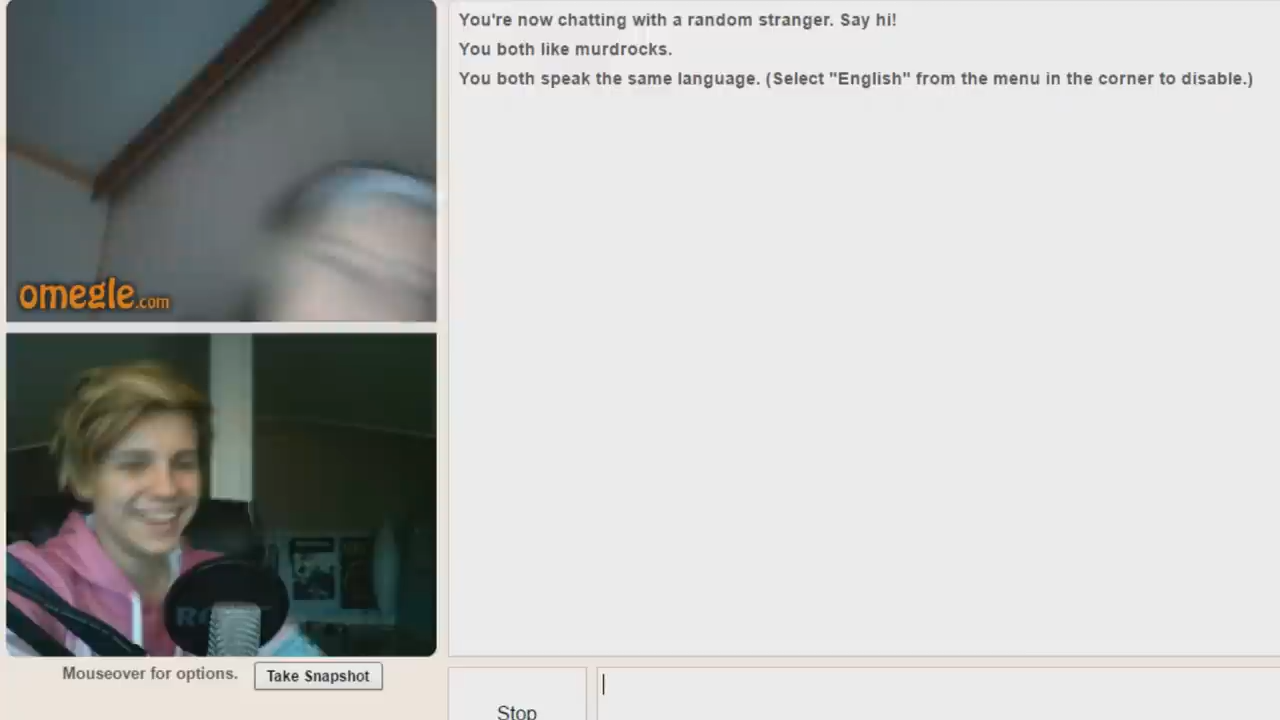 You're now chatting with a random stranger. Say hi!
You both like murdrocks.
You both speak the same language. (Select "English" from the menu in the corner to disable.)
omegle.com
Mouseover for options.
Take Snapshot
Stop